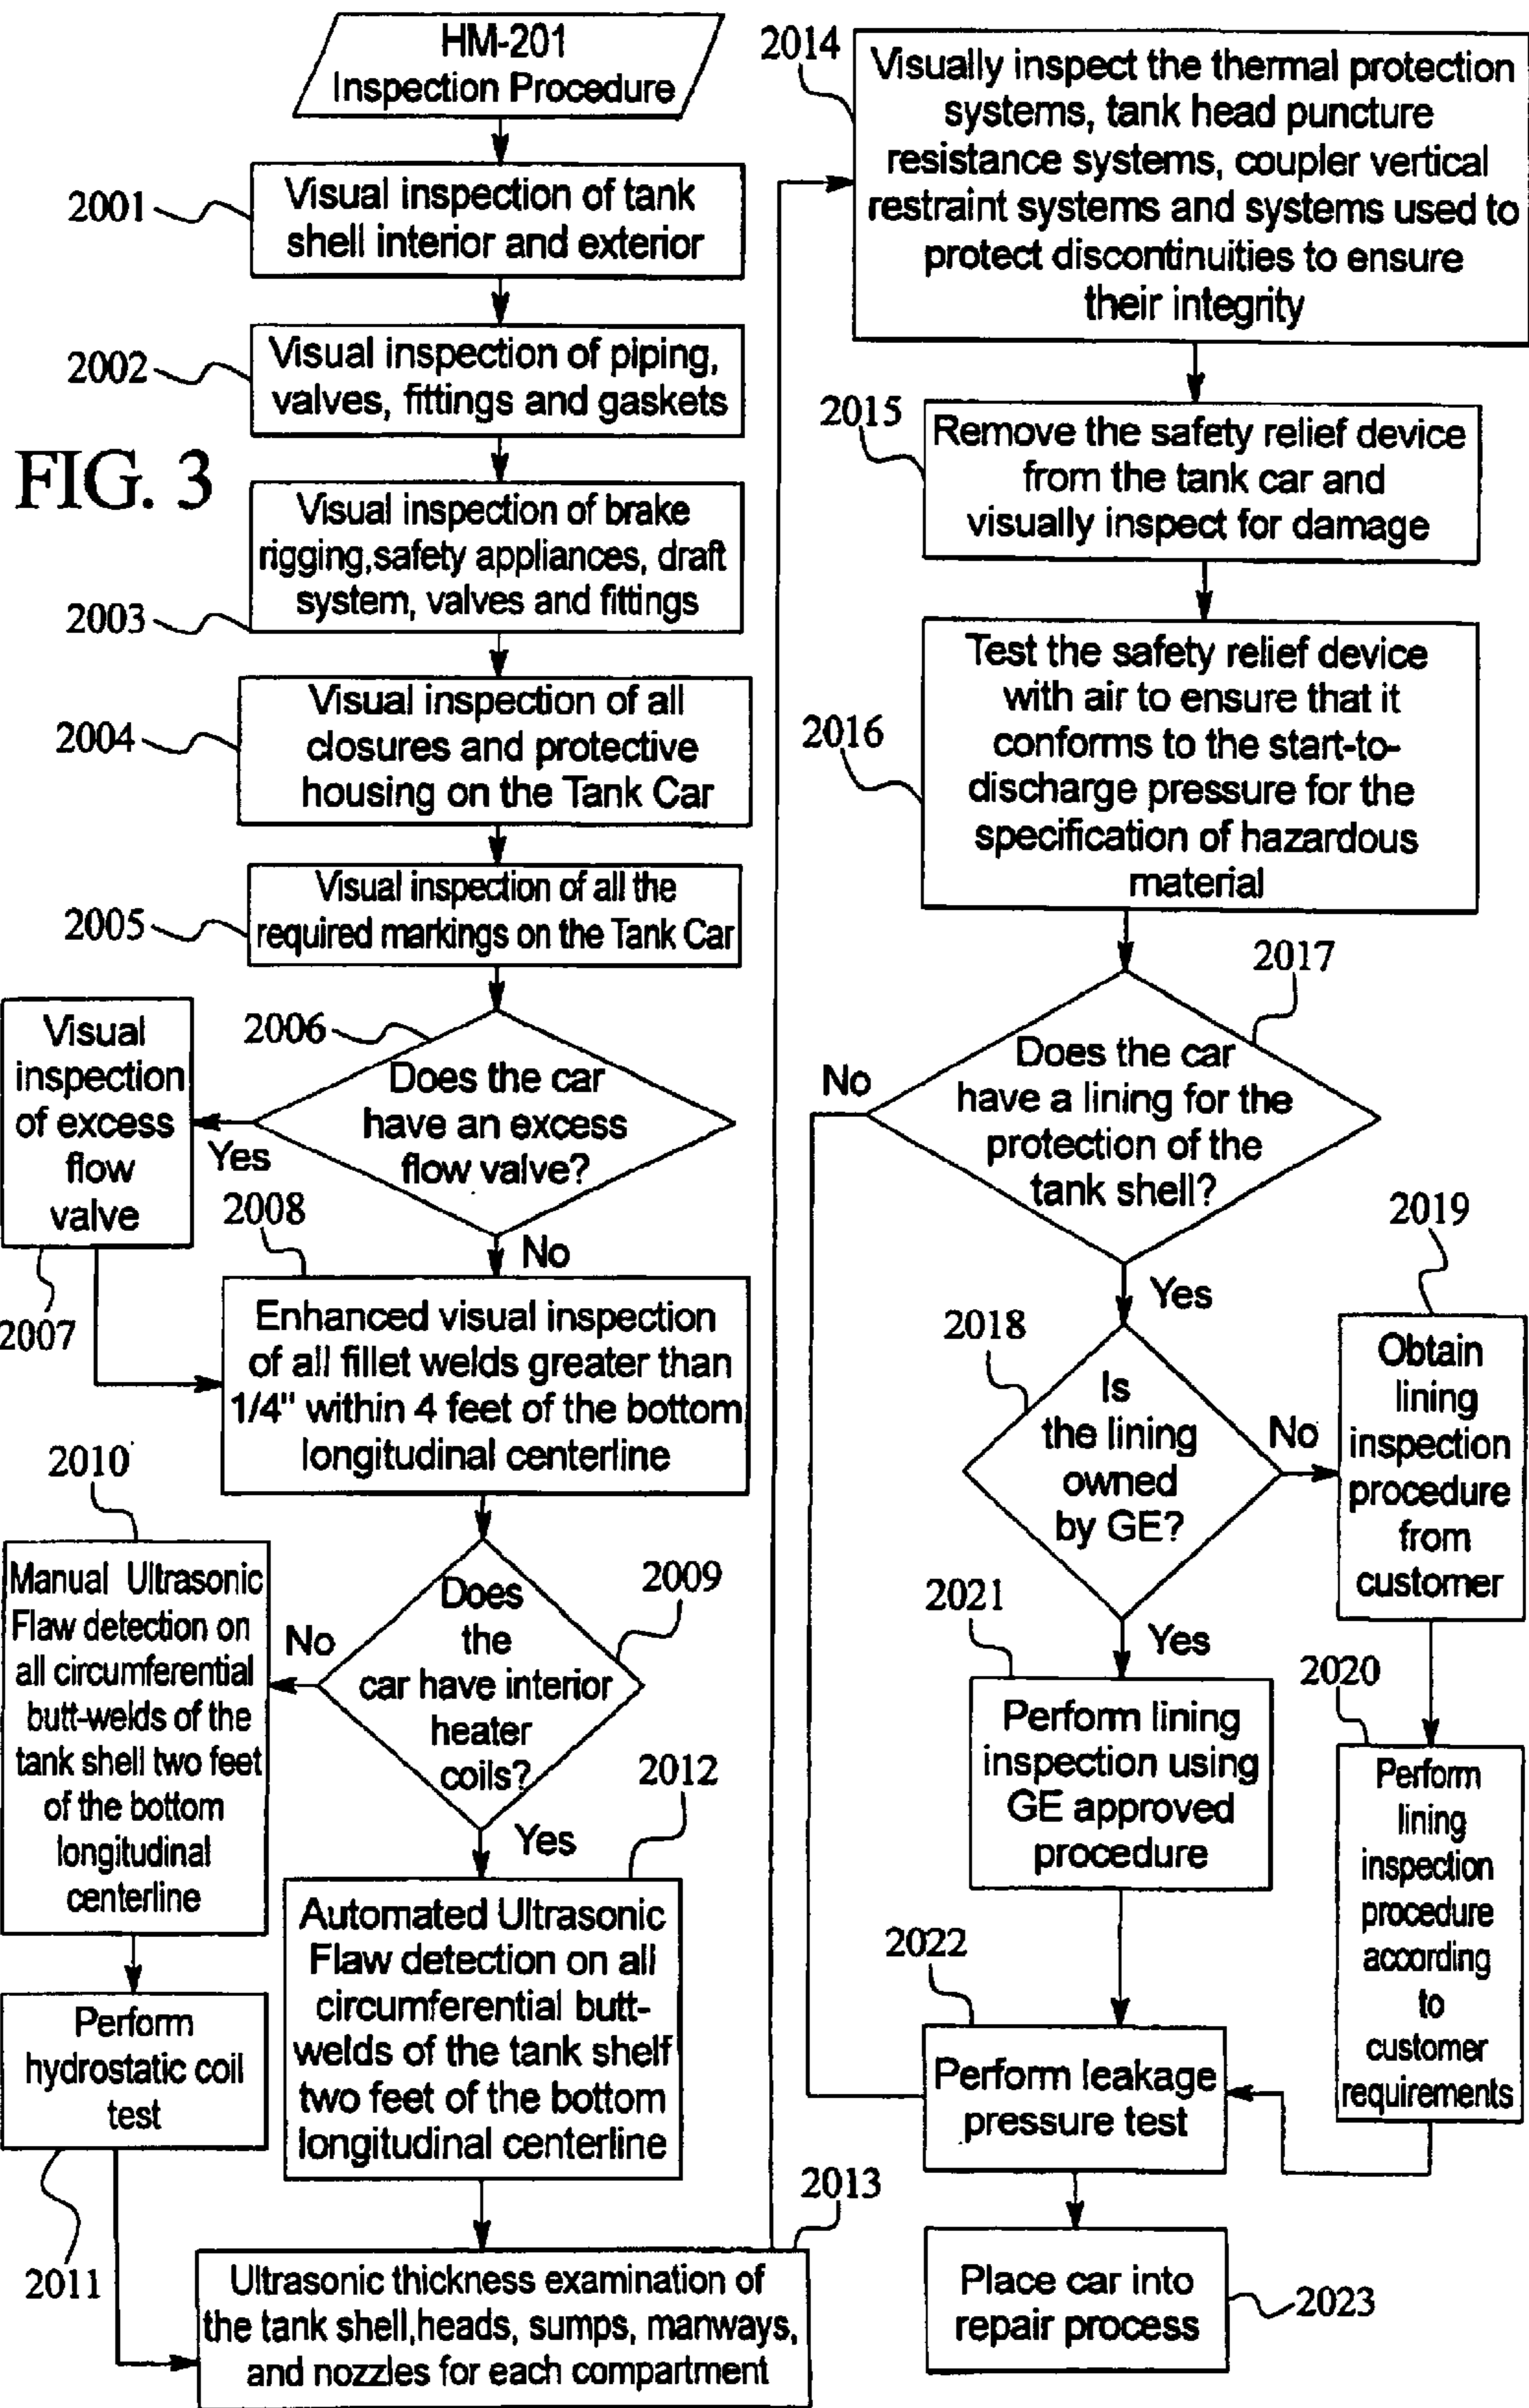 HM-201
Inspection Procedure
2001
Visual inspection of tank
shell interior and exterior
2002
Visual inspection of piping,
valves, fittings and gaskets
FIG. 3
2003
Visual inspection of brake
rigging,safety appliances, draft
system, valves and fittings
2004
Visual inspection of all
closures and protective
housing on the Tank Car
2005
Visual inspection of all the
required markings on the Tank Car
2006
Does the car
have an excess
flow valve?
Yes
Visual
inspection
of excess
flow
valve
2007
No
2008
Enhanced visual inspection
of all fillet welds greater than
1/4" within 4 feet of the bottom
longitudinal centerline
2009
Does
the
car have interior
heater
coils?
No
2010
Manual Ultrasonic
Flaw detection on
all circumferential
butt-welds of the
tank shell two feet
of the bottom
longitudinal
centerline
2011
Perform
hydrostatic coil
test
Yes
2012
Automated Ultrasonic
Flaw detection on all
circumferential butt-
welds of the tank shelf
two feet of the bottom
longitudinal centerline
2013
Ultrasonic thickness examination of
the tank shell,heads, sumps, manways,
and nozzles for each compartment
2014
Visually inspect the thermal protection
systems, tank head puncture
resistance systems, coupler vertical
restraint systems and systems used to
protect discontinuities to ensure
their integrity
2015
Remove the safety relief device
from the tank car and
visually inspect for damage
2016
Test the safety relief device
with air to ensure that it
conforms to the start-to-
discharge pressure for the
specification of hazardous
material
2017
Does the car
have a lining for the
protection of the
tank shell?
No
Yes
2018
Is
the lining
owned
by GE?
No
2019
Obtain
lining
inspection
procedure
from
customer
2020
Perform
lining
inspection
procedure
according
to
customer
requirements
Yes
2021
Perform lining
inspection using
GE approved
procedure
2022
Perform leakage
pressure test
2023
Place car into
repair process